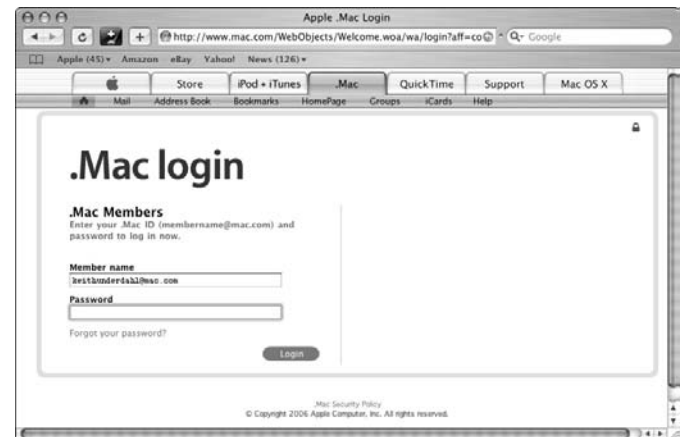 Apple .Mac Login
http://www.mac.com/WebObjects/Welcome.woa/wa/login?aff=co
Google
Apple (45) Amazon eBay Yahoo! News (126)
Store iPod + iTunes .Mac QuickTime Support Mac OS X
Mail Address Book Bookmarks HomePage Groups iCards Help
.Mac login
.Mac Members
Enter your .Mac ID (membername@mac.com) and
password to log in now.
Member name
keithunderdahl@mac.com
Password
Forgot your password?
Login
.Mac Security Policy
© Copyright 2006 Apple Computer, Inc. All rights reserved.